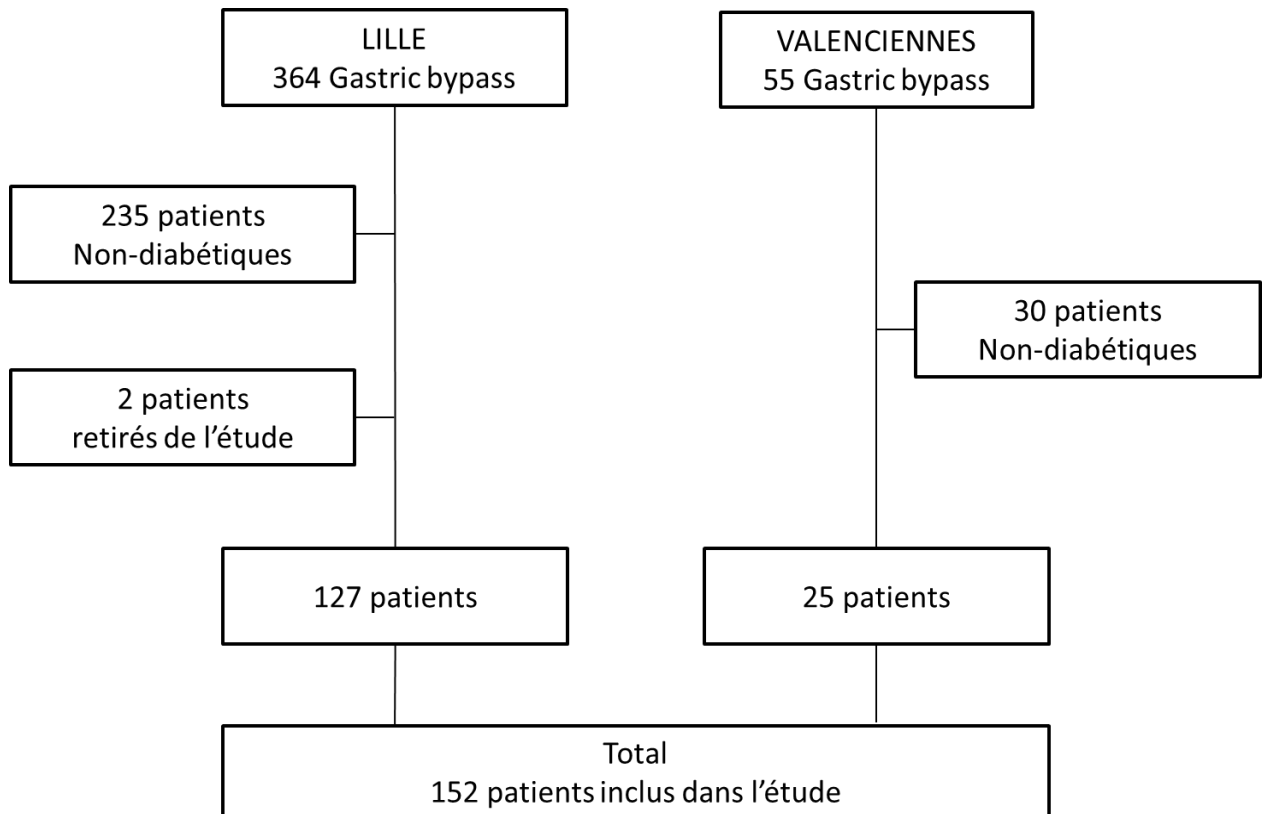 LILLE
364 Gastric bypass
VALENCIENNES
55 Gastric bypass
235 patients
Non-diabétiques
30 patients
Non-diabétiques
2 patients
retirés de l’étude
127 patients
25 patients
Total
152 patients inclus dans l’étude